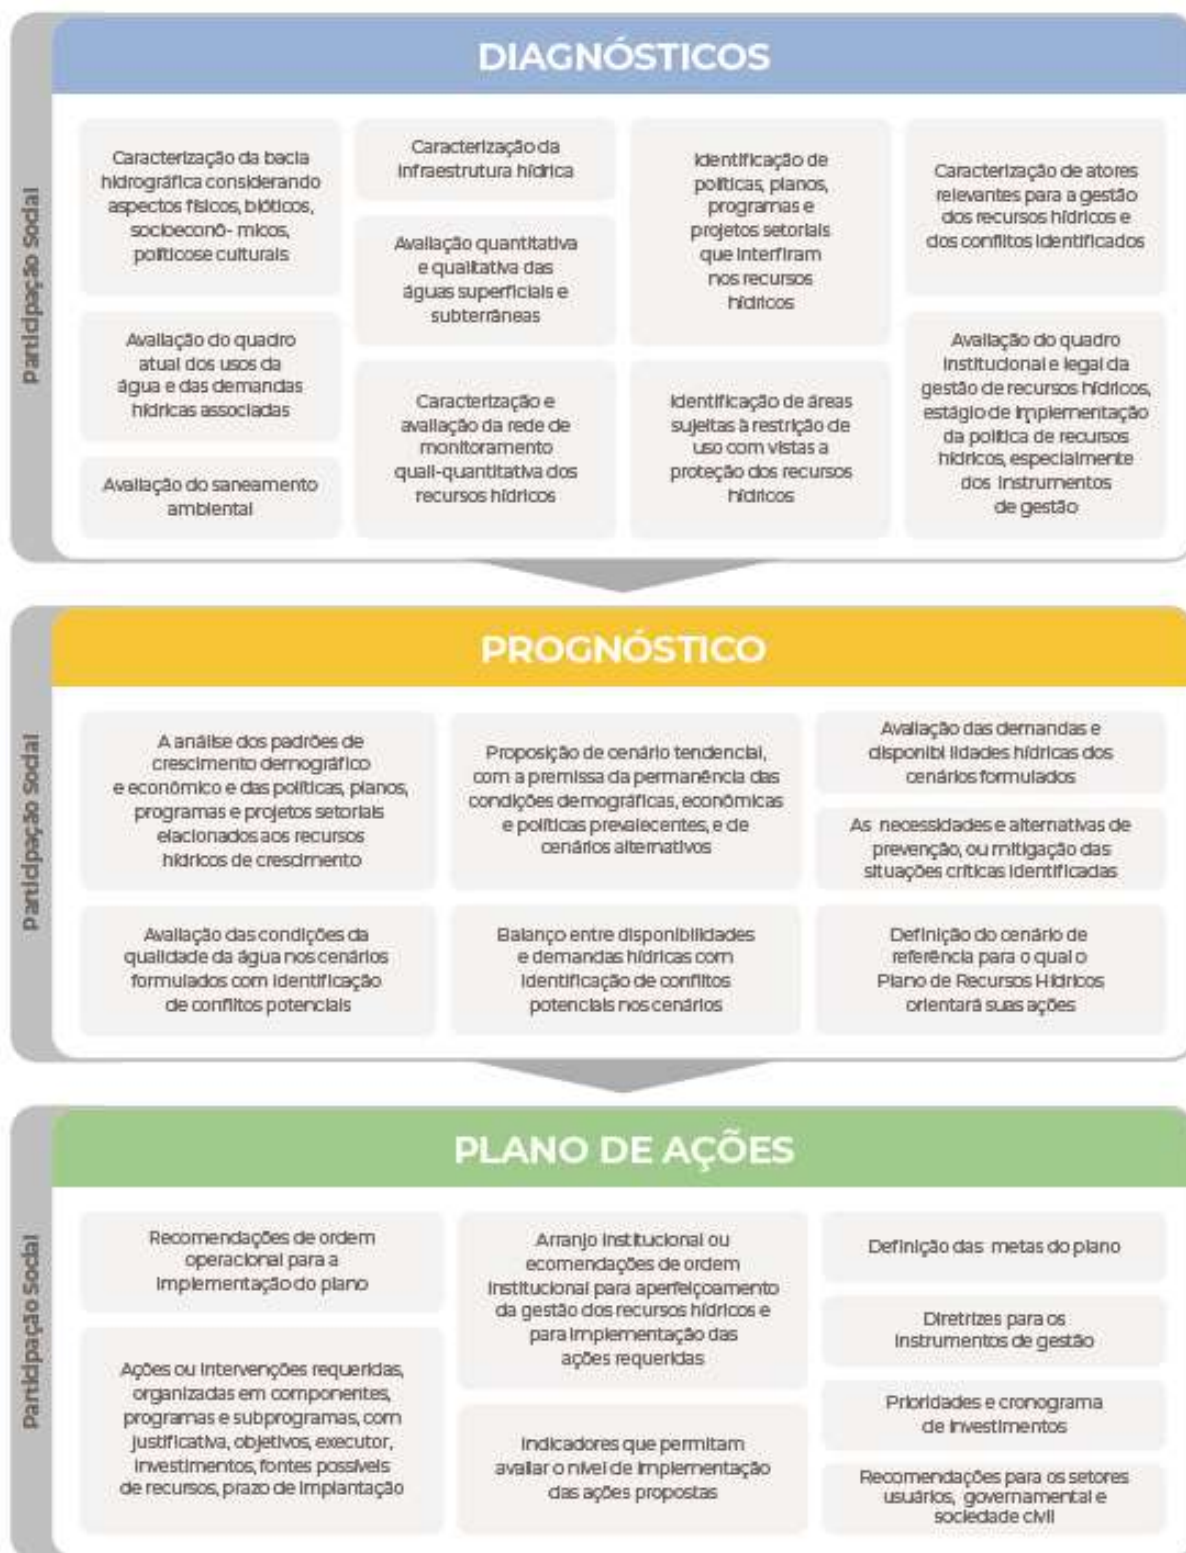 DIAGNÓSTICOS
Participação Social
Caracterização da bacia
hidrográfica considerando
aspectos físicos, bióticos,
socioeconô- micos,
políticose culturais
Avaliação do quadro
atual dos usos da
água e das demandas
hídricas associadas
Avaliação do saneamento
ambiental
Caracterização da
infraestrutura hídrica
Avaliação quantitativa
e qualitativa das
águas superficiais e
subterrâneas
Caracterização e
avaliação da rede de
monitoramento
quali-quantitativa dos
recursos hídricos
Identificação de
políticas, planos,
programas e
projetos setoriais
que interfiram
nos recursos
hídricos
Identificação de áreas
sujeitas à restrição de
uso com vistas a
proteção dos recursos
hídricos
Caracterização de atores
relevantes para a gestão
dos recursos hídricos e
dos conflitos identificados
Avaliação do quadro
institucional e legal da
gestão de recursos hídricos,
estágio de implementação
da política de recursos
hídricos, especialmente
dos instrumentos
de gestão
PROGNÓSTICO
Participação Social
A análise dos padrões de
crescimento demográfico
e econômico e das políticas, planos,
programas e projetos setoriais
elacionados aos recursos
hídricos de crescimento
Avaliação das condições da
qualidade da água nos cenários
formulados com identificação
de conflitos potenciais
Proposição de cenário tendencial,
com a premissa da permanência das
condições demográficas, econômicas
e políticas prevalecentes, e de
cenários alternativos
Balanço entre disponibilidades
e demandas hídricas com
identificação de conflitos
potenciais nos cenários
Avaliação das demandas e
disponibi lidades hídricas dos
cenários formulados
As necessidades e alternativas de
prevenção, ou mitigação das
situações críticas identificadas
Definição do cenário de
referência para o qual o
Plano de Recursos Hídricos
orientará suas ações
PLANO DE AÇÕES
Participação Social
Recomendações de ordem
operacional para a
implementação do plano
Ações ou intervenções requeridas,
organizadas em componentes,
programas e subprogramas, com
justificativa, objetivos, executor,
investimentos, fontes possíveis
de recursos, prazo de implantação
Arranjo institucional ou
ecomendações de ordem
institucional para aperfeiçoamento
da gestão dos recursos hídricos e
para implementação das
ações requeridas
Indicadores que permitam
avaliar o nível de implementação
das ações propostas
Definição das metas do plano
Diretrizes para os
instrumentos de gestão
Prioridades e cronograma
de investimentos
Recomendações para os setores
usuários, governamental e
sociedade civil